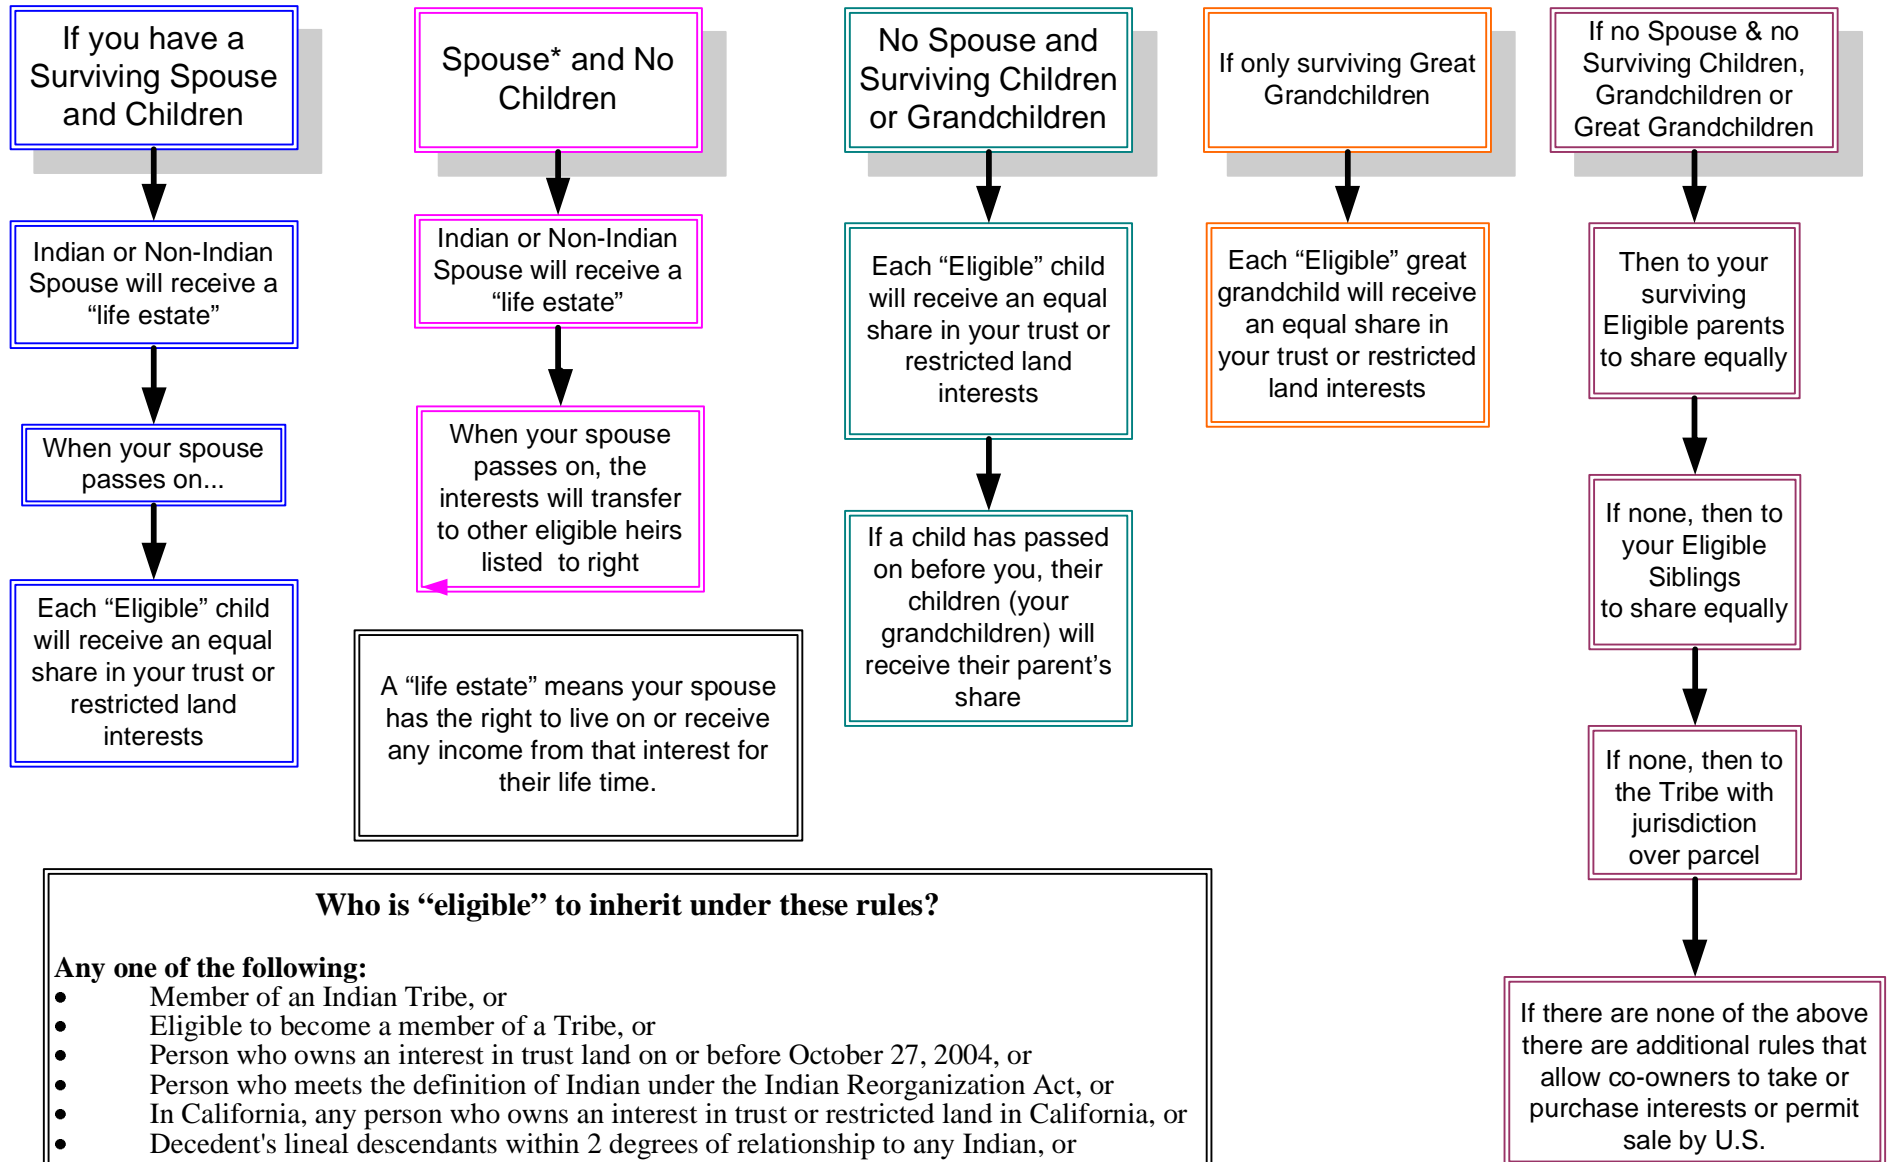 If you have a
Surviving Spouse
and Children
Indian or Non-Indian
Spouse will receive a
“life estate”
When your spouse
passes on...
Each “Eligible” child
will receive an equal
share in your trust or
restricted land
interests
Spouse* and No
Children
Indian or Non-Indian
Spouse will receive a
“life estate”
When your spouse
passes on, the
interests will transfer
to other eligible heirs
listed to right
A “life estate” means your spouse
has the right to live on or receive
any income from that interest for
their life time.
No Spouse and
Surviving Children
or Grandchildren
Each “Eligible” child
will receive an equal
share in your trust or
restricted land
interests
If a child has passed
on before you, their
children (your
grandchildren) will
receive their parent’s
share
If only surviving Great
Grandchildren
Each “Eligible” great
grandchild will receive
an equal share in
your trust or restricted
land interests
If no Spouse & no
Surviving Children,
Grandchildren or
Great Grandchildren
Then to your
surviving
Eligible parents
to share equally
If none, then to
your Eligible
Siblings
to share equally
If none, then to
the Tribe with
jurisdiction
over parcel
If there are none of the above
there are additional rules that
allow co-owners to take or
purchase interests or permit
sale by U.S.
Who is “eligible” to inherit under these rules?
Any one of the following:
• Member of an Indian Tribe, or
• Eligible to become a member of a Tribe, or
• Person who owns an interest in trust land on or before October 27, 2004, or
• Person who meets the definition of Indian under the Indian Reorganization Act, or
• In California, any person who owns an interest in trust or restricted land in California, or
• Decedent's lineal descendants within 2 degrees of relationship to any Indian, or